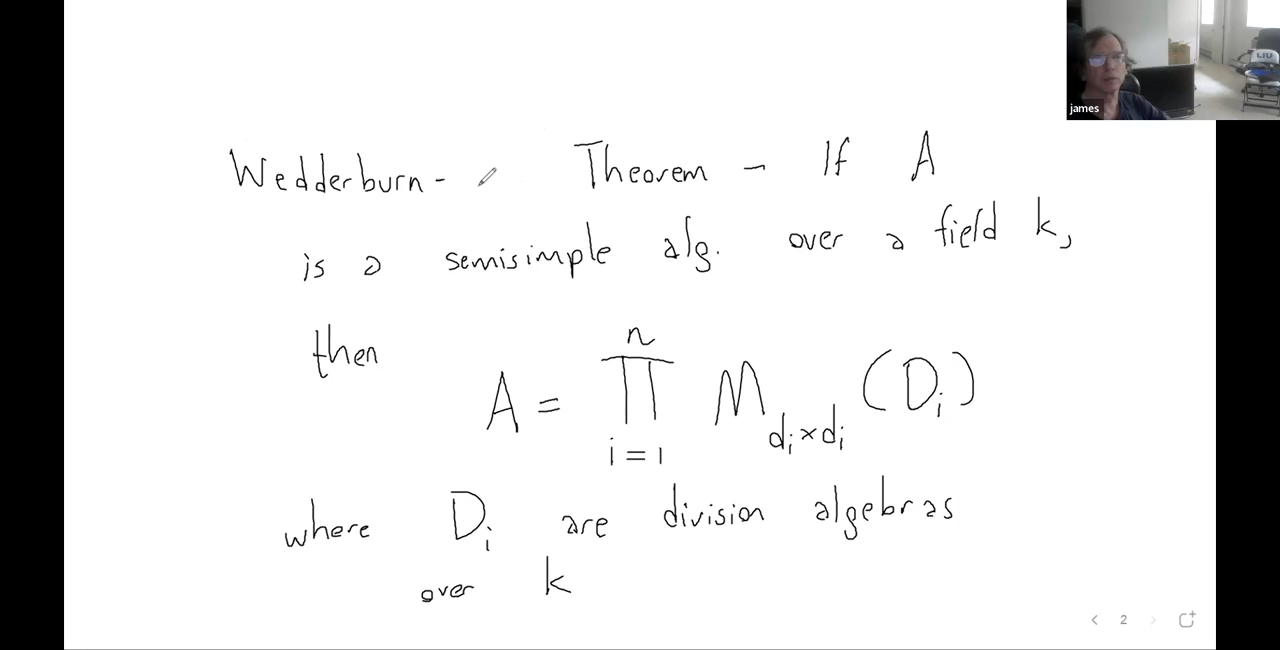 LIU
james
Wedderburn - Theorem - If A
is a semisimple alg. over a field k,
then
A = ∏_{i=1}^{n} M_{d_i×d_i} (D_i)
where D_i are division algebras
over k
< 2 >